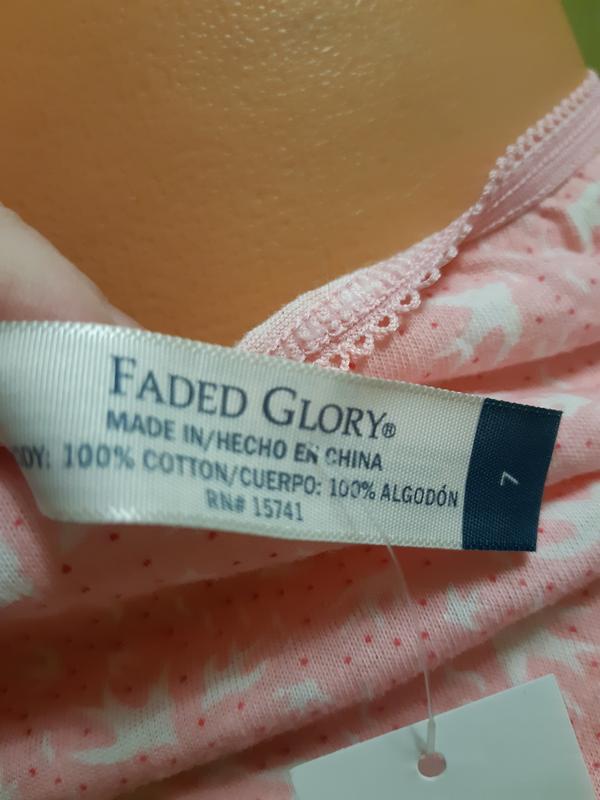 FADED GLORY®
MADE IN/HECHO EN CHINA
100% COTTON/CUERPO: 100% ALGODÓN
RN# 15741
7